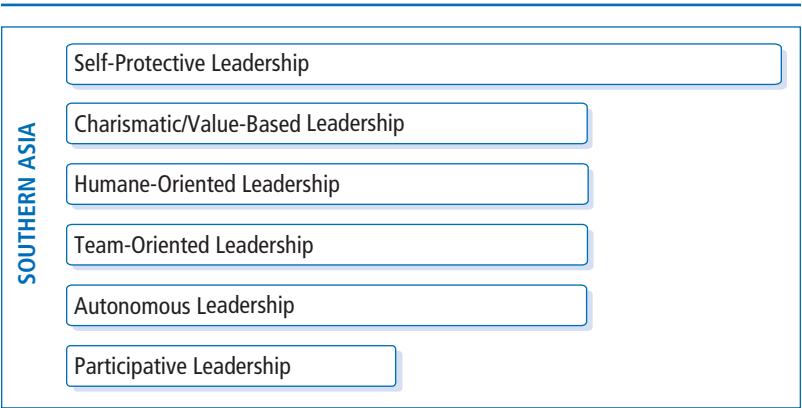 SOUTHERN ASIA
Self-Protective Leadership
Charismatic/Value-Based Leadership
Humane-Oriented Leadership
Team-Oriented Leadership
Autonomous Leadership
Participative Leadership